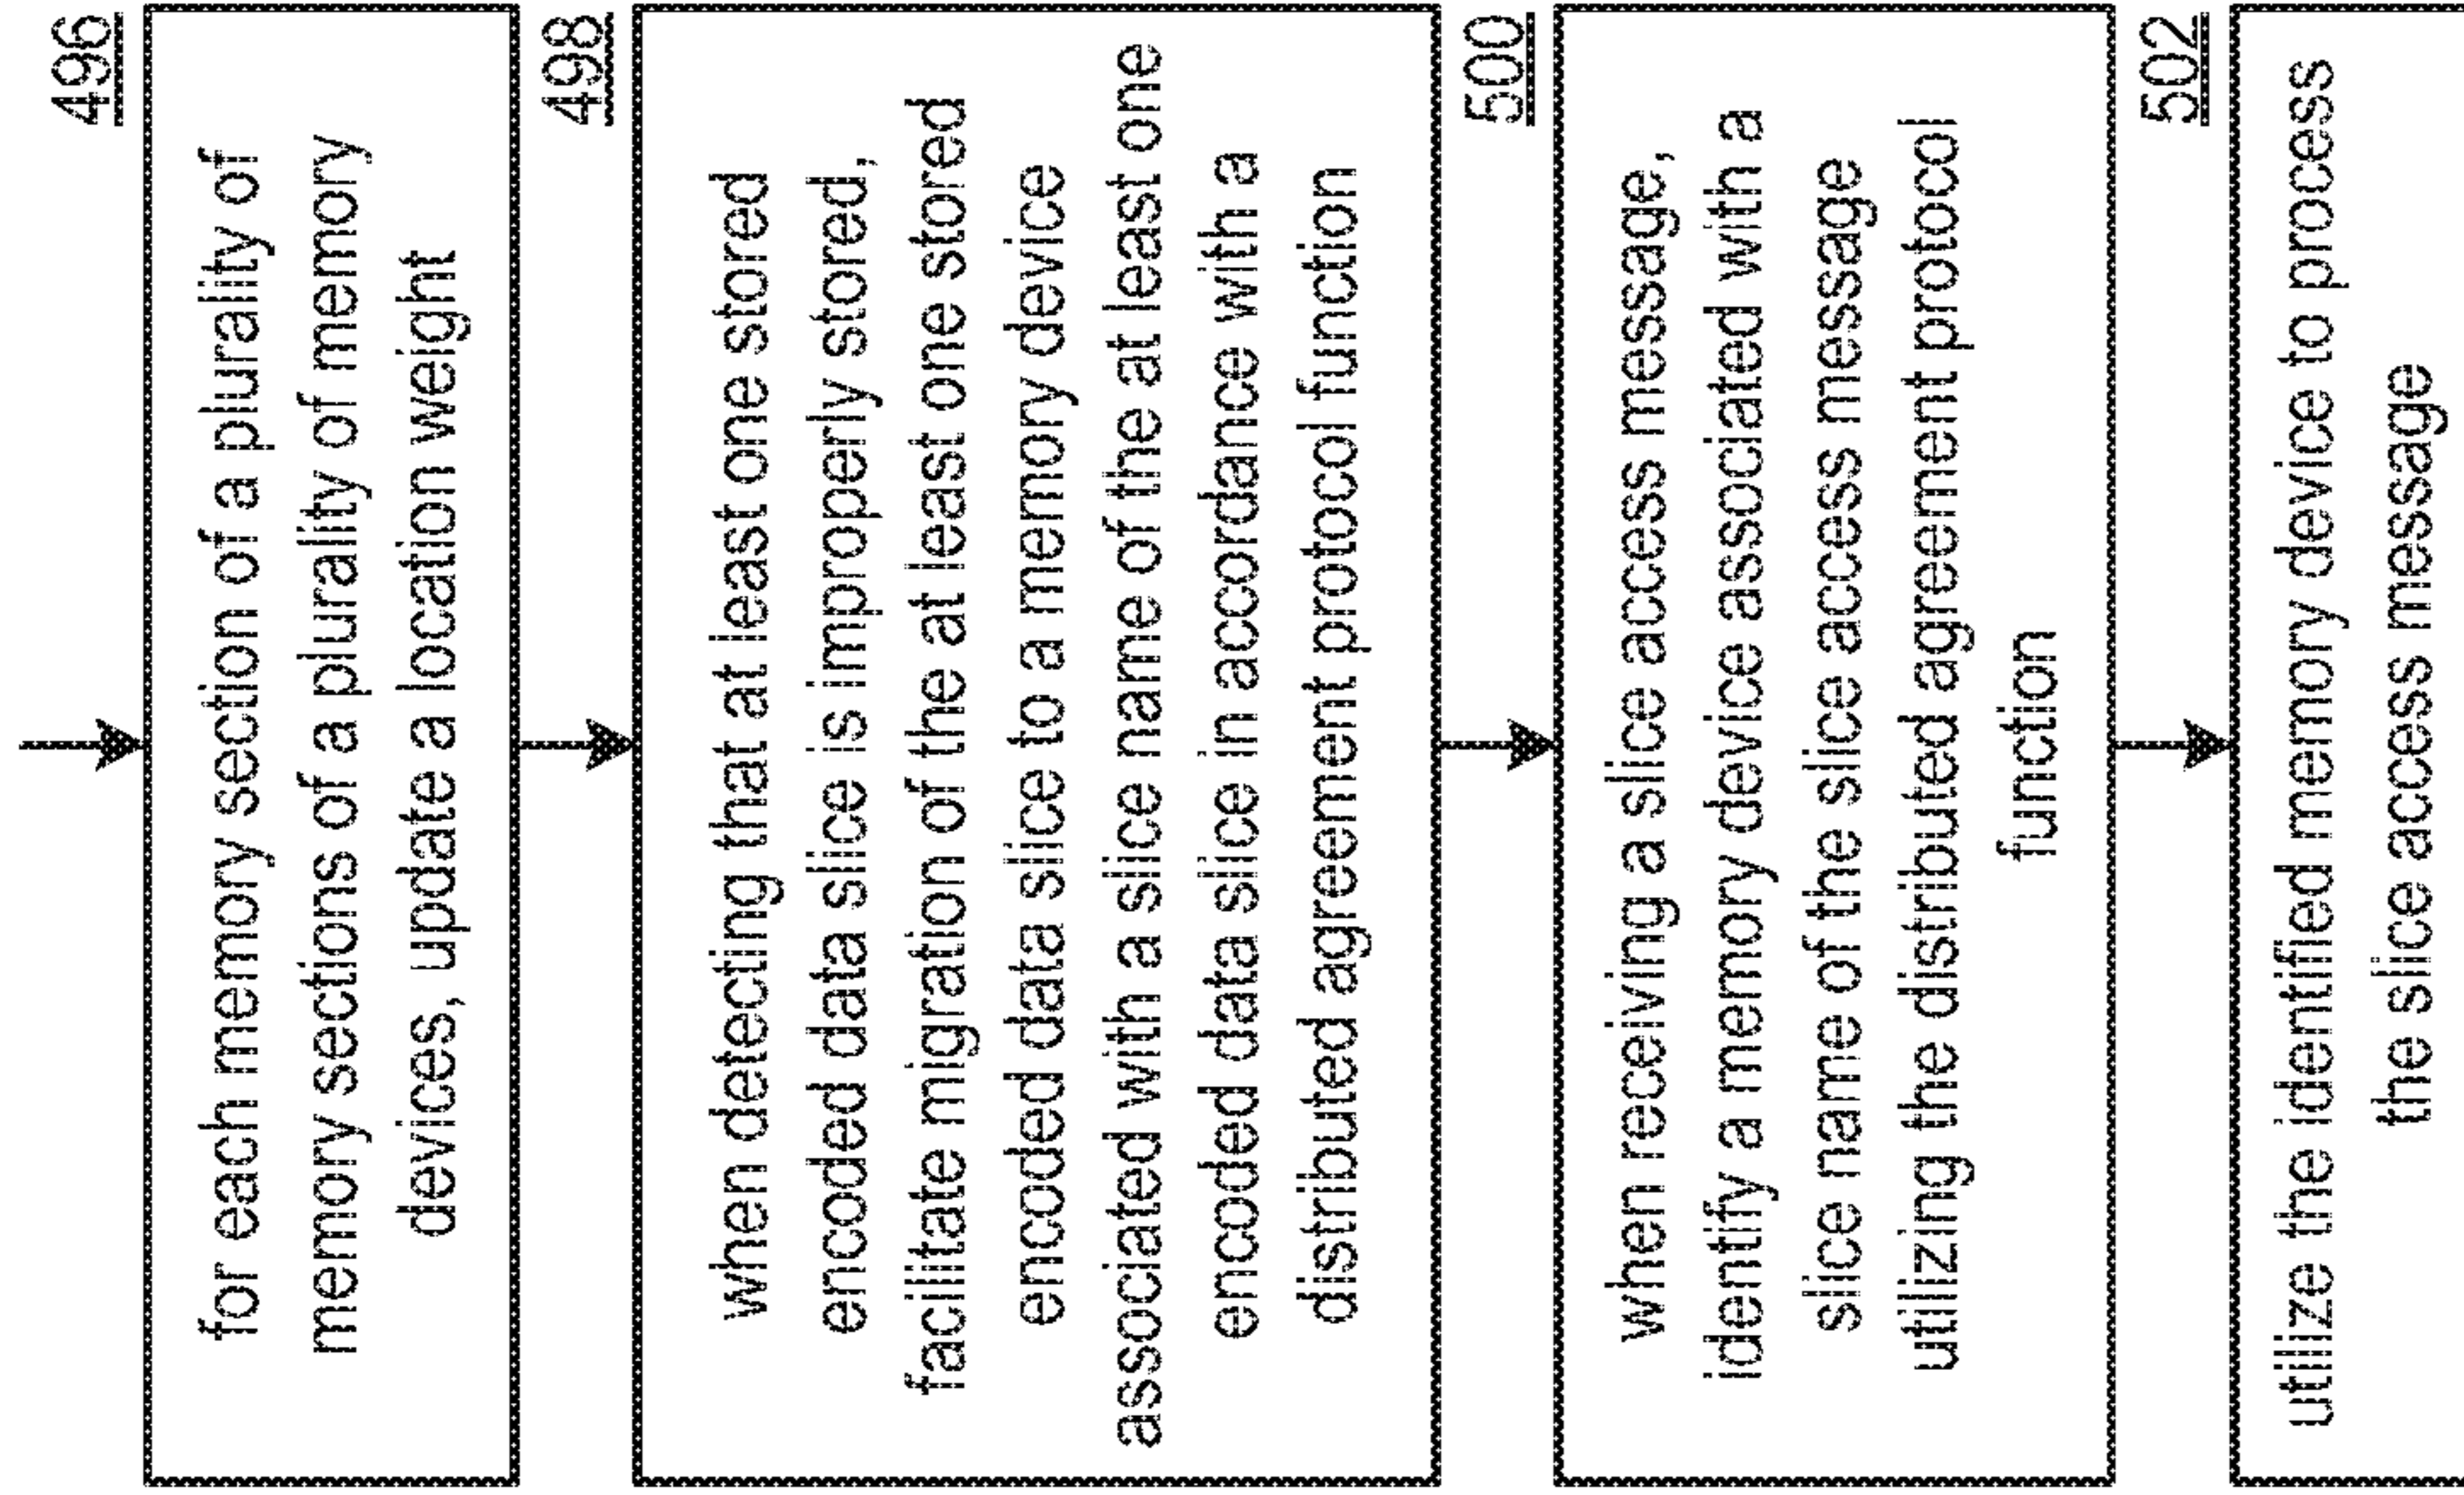 496
for each memory section of a plurality of
memory sections of a plurality of memory
devices, update a location weight
498
when detecting that at least one stored
encoded data slice is improperly stored,
facilitate migration of the at least one stored
encoded data slice to a memory device
associated with a slice name of the at least one
encoded data slice in accordance with a
distributed agreement protocol function
500
when receiving a slice access message,
identify a memory device associated with a
slice name of the slice access message
utilizing the distributed agreement protocol
function
502
utilize the identified memory device to process
the slice access message